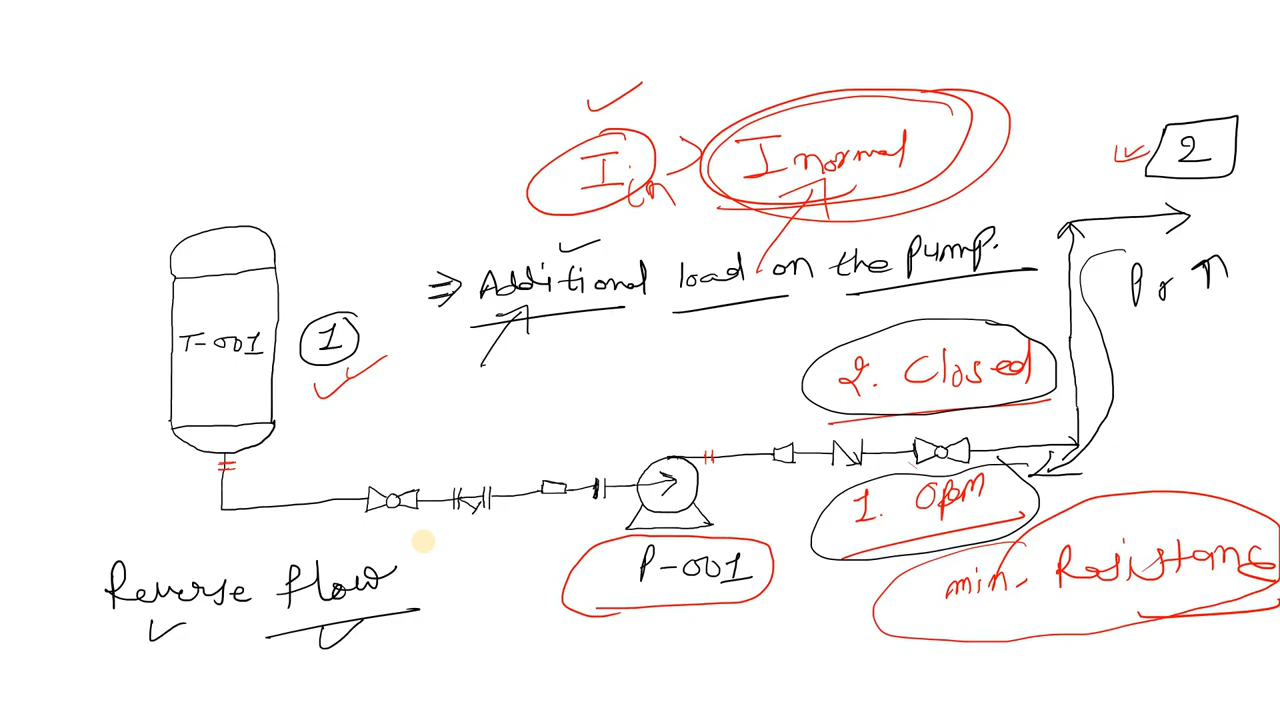 I in > I normal
2
⇒ Additional load on the pump.
T-001
1
P or
2. Closed
1. Open
P-001
min. Resistance
Reverse flow